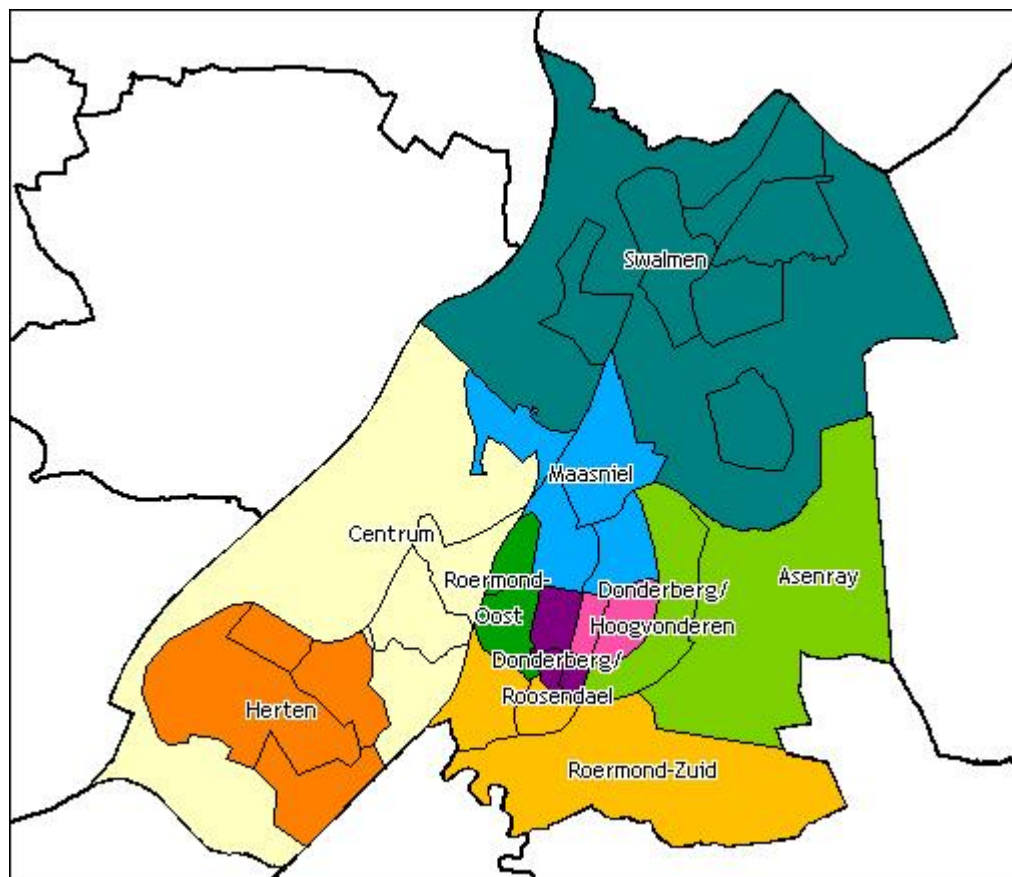 Swalmen
Maasniel
Centrum
Roermond-
Oost
Donderberg/
Hoogvonderen
Asenray
Donderberg/
Roosendael
Herten
Roermond-Zuid